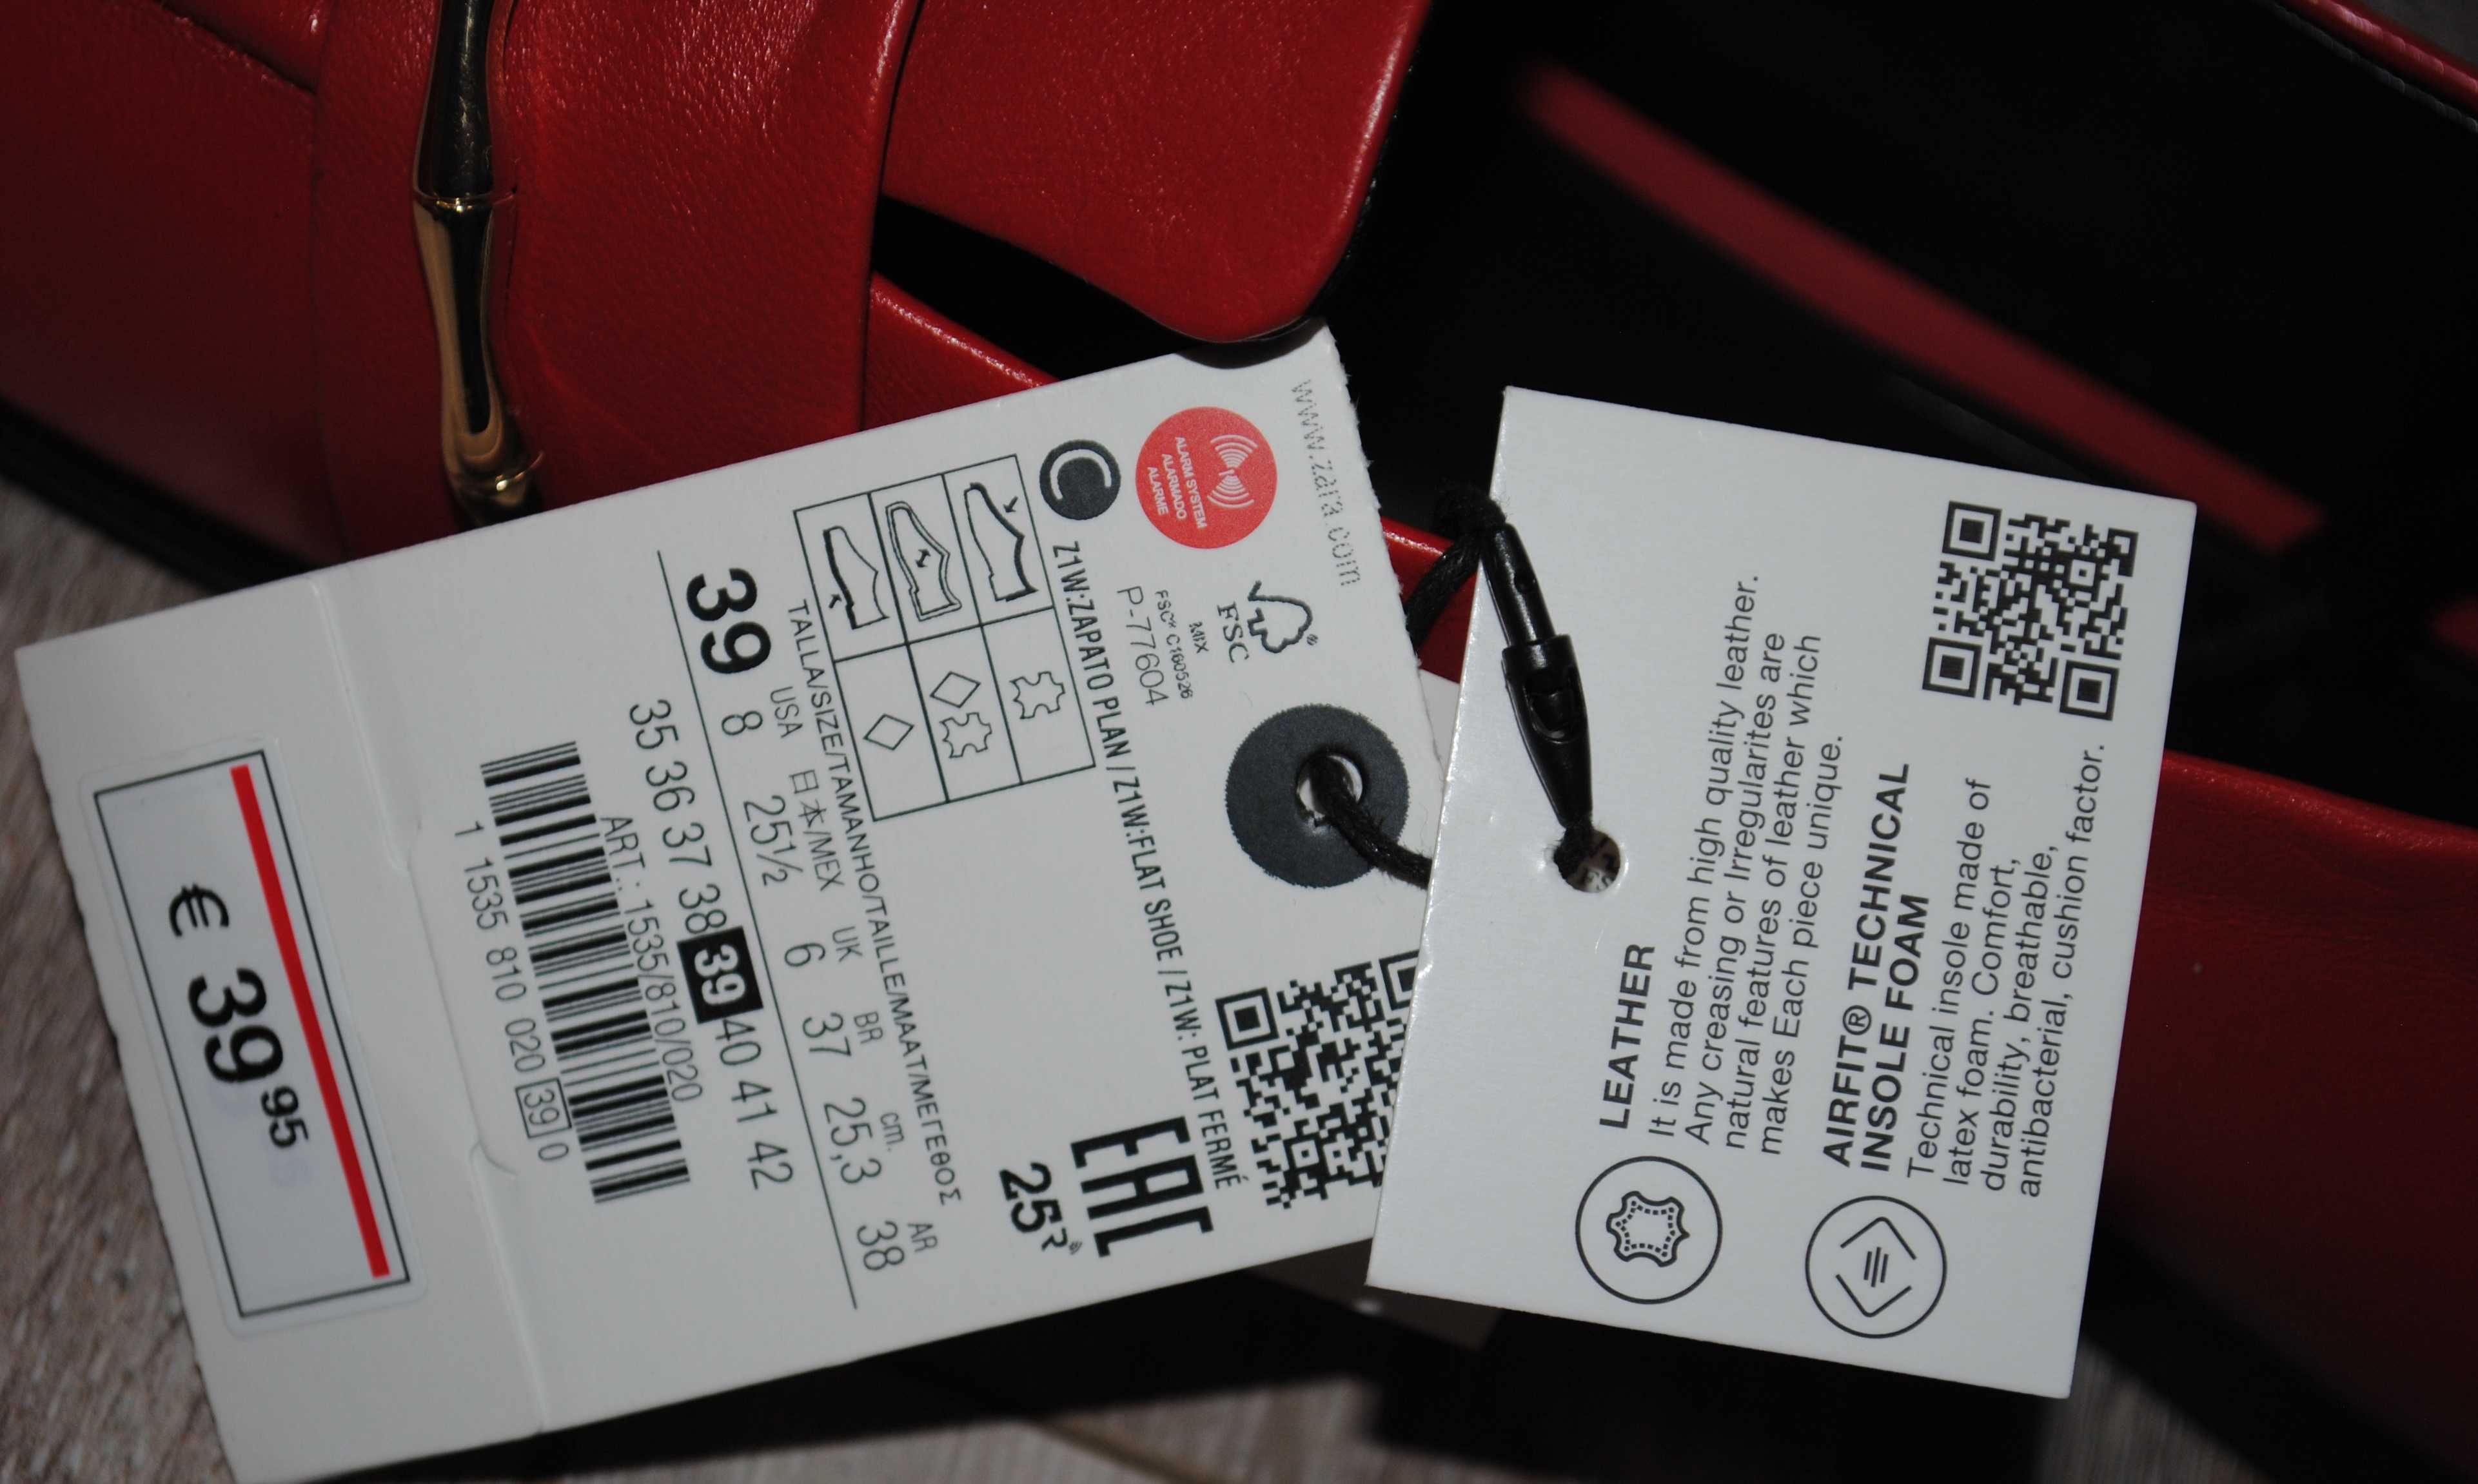 www.zara.com
ALARM SYSTEM
ALARMADO
ALARME
FSC
MIX
FSC® C160526
P-77604
C
Z1W:ZAPATO PLAN / Z1W:FLAT SHOE / Z1W: PLAT FERMÉ
EAC
25
TALLA/SIZE/TAMANHO/TAILLE/MAAT/ΜΕΓΕΘΟΣ
USA 日本/MEX UK BR cm. AR
39 8 25½ 6 37 25,3 38
35 36 37 38 39 40 41 42
ART.: 1535/810/020
1 1535 810 020 39 0
€ 39 95
LEATHER
It is made from high quality leather.
Any creasing or Irregularites are
natural features of leather which
makes Each piece unique.
AIRFIT® TECHNICAL
INSOLE FOAM
Technical insole made of
latex foam. Comfort,
durability, breathable,
antibacterial, cushion factor.